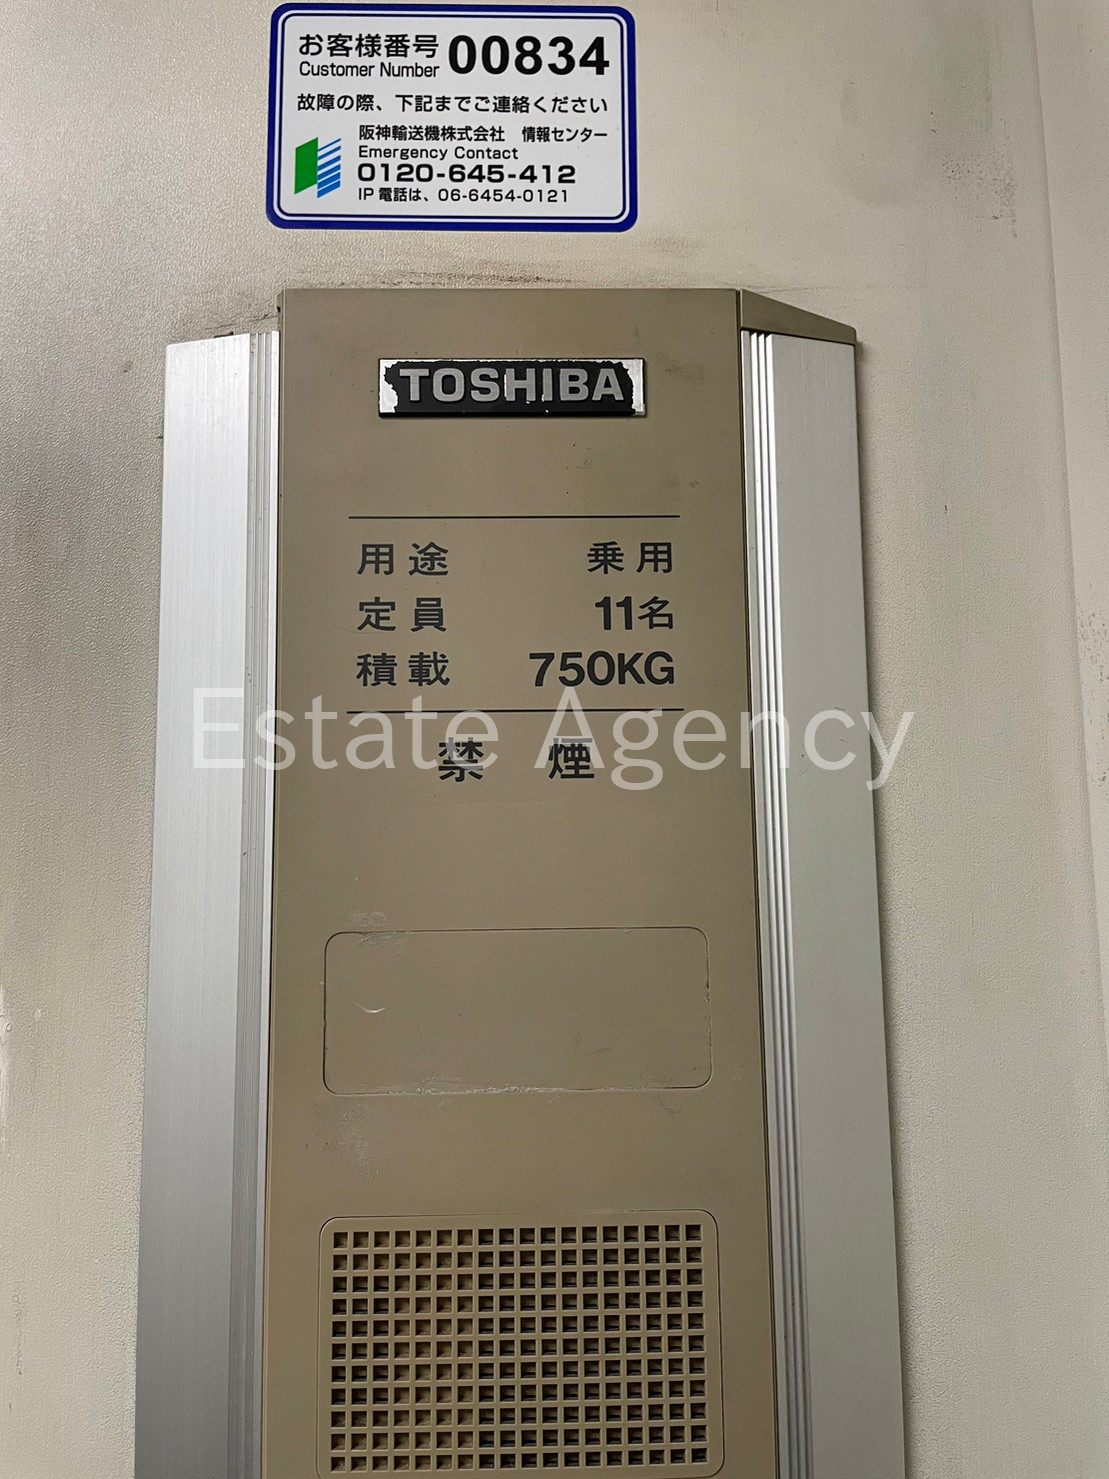 お客様番号 00834
Customer Number
故障の際、下記までご連絡ください
阪神輸送機株式会社 情報センター
Emergency Contact
0120-645-412
IP電話は、06-6454-0121
TOSHIBA
用途 乗用
定員 11名
積載 750KG
Estate Agency
禁煙